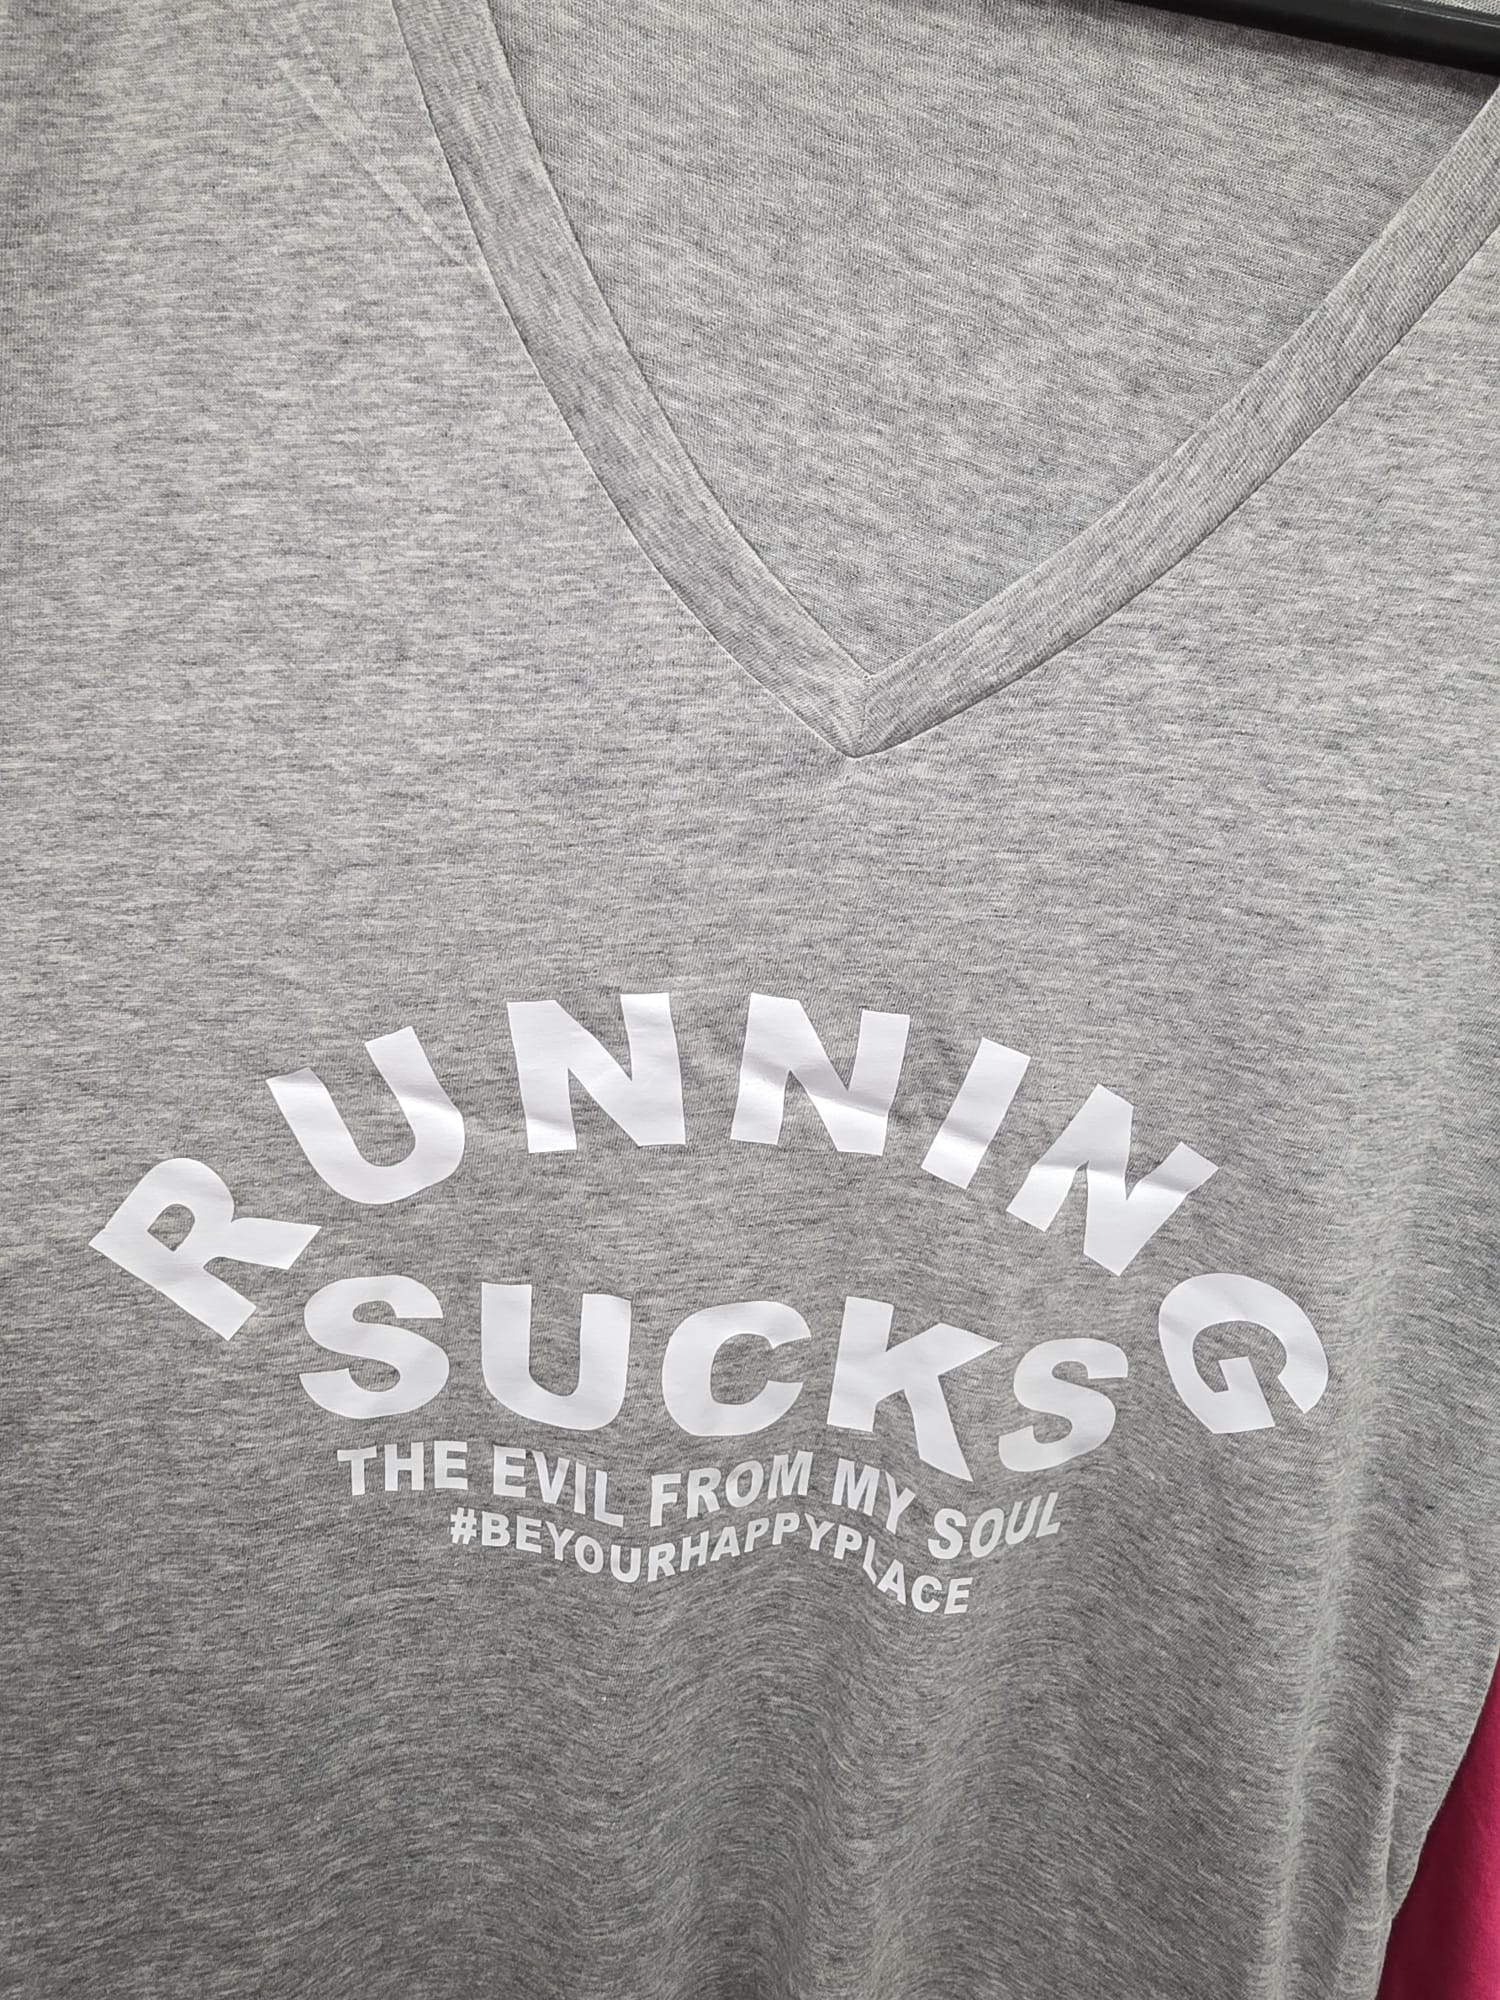 RUNNING
SUCKS
THE EVIL FROM MY SOUL
#BEYOURHAPPYPLACE